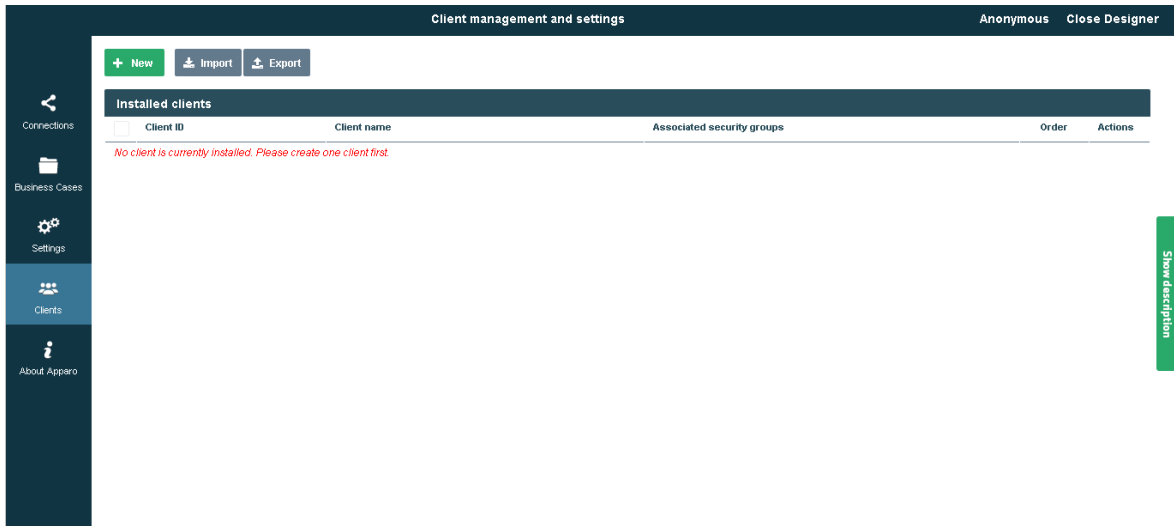 Client management and settings
Anonymous
Close Designer
New
Import
Export
Installed clients
Client ID
Client name
Associated security groups
Order
Actions
No client is currently installed. Please create one client first.
Connections
Business Cases
Settings
Clients
About Apparo
Show description